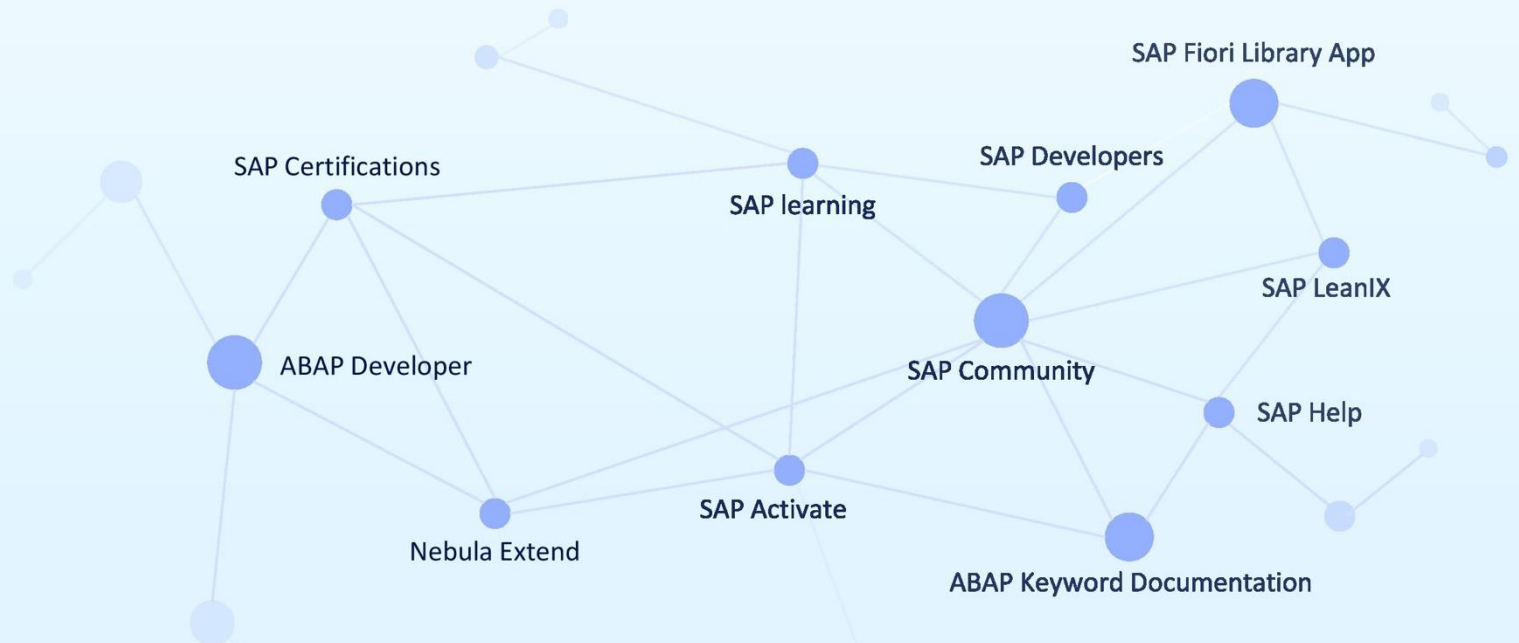 SAP Fiori Library App
SAP Developers
SAP Certifications
SAP learning
SAP LeanIX
ABAP Developer
SAP Community
SAP Help
SAP Activate
Nebula Extend
ABAP Keyword Documentation